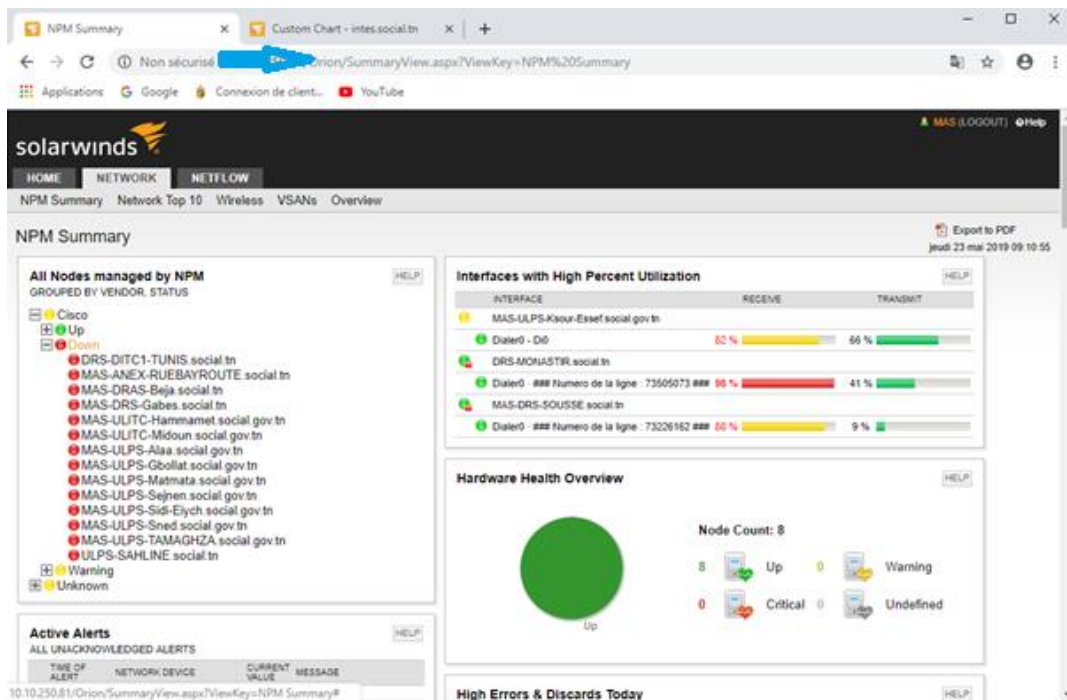 NPM Summary
Custom Chart - intes.social.tn
Non sécurisé
Orion/SummaryView.aspx?ViewKey=NPM%20Summary
Applications Google Connexion de client... YouTube
solarwinds
MAS (LOGOUT) Help
HOME NETWORK NETFLOW
NPM Summary Network Top 10 Wireless VSANs Overview
NPM Summary
Export to PDF
jeudi 23 mai 2019 09:10:55
All Nodes managed by NPM
HELP
GROUPED BY VENDOR, STATUS
Cisco
Up
Down
DRS-DITC1-TUNIS.social.tn
MAS-ANEX-RUEBAYROUTE.social.tn
MAS-DRAS-Beja.social.tn
MAS-DRS-Gabes.social.tn
MAS-ULITC-Hammamet.social.gov.tn
MAS-ULITC-Midoun.social.gov.tn
MAS-ULPS-Alaa.social.gov.tn
MAS-ULPS-Gbollat.social.gov.tn
MAS-ULPS-Matmata.social.gov.tn
MAS-ULPS-Sejnen.social.gov.tn
MAS-ULPS-Sidi-Eiych.social.gov.tn
MAS-ULPS-Sned.social.gov.tn
MAS-ULPS-TAMAGHZA.social.gov.tn
ULPS-SAHLINE.social.tn
Warning
Unknown
Active Alerts
HELP
ALL UNACKNOWLEDGED ALERTS
TIME OF ALERT NETWORK DEVICE CURRENT VALUE MESSAGE
10.10.250.81/Orion/SummaryView.aspx?ViewKey=NPM Summary#
Interfaces with High Percent Utilization
HELP
INTERFACE RECEIVE TRANSMIT
MAS-ULPS-Ksour-Essef.social.gov.tn
Dialer0 - Di0 82 % 66 %
DRS-MONASTIR.social.tn
Dialer0 - ### Numero de la ligne : 73505073 ### 98 % 41 %
MAS-DRS-SOUSSE.social.tn
Dialer0 - ### Numero de la ligne : 73226162 ### 9 %
Hardware Health Overview
HELP
Node Count: 8
8 Up 0 Warning
0 Critical 0 Undefined
Up
High Errors & Discards Today
HELP